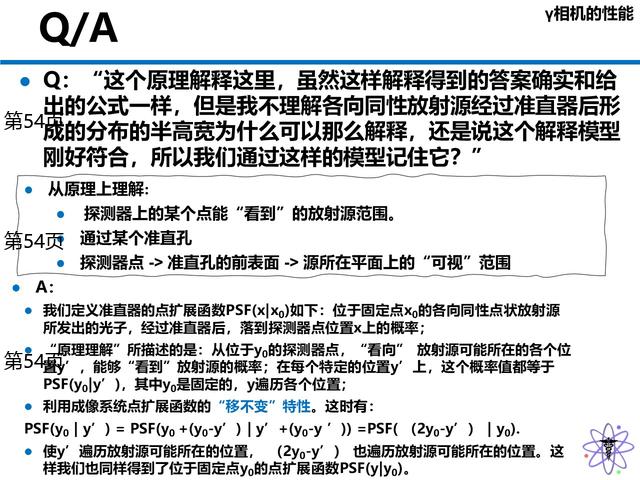 γ相机的性能
Q/A
Q：“这个原理解释这里，虽然这样解释得到的答案确实和给
出的公式一样，但是我不理解各向同性放射源经过准直器后形
成的分布的半高宽为什么可以那么解释，还是说这个解释模型
刚好符合，所以我们通过这样的模型记住它？”
第54页
从原理上理解：
探测器上的某个点能“看到”的放射源范围。
通过某个准直孔
第54页
探测器点 -> 准直孔的前表面 -> 源所在平面上的“可视”范围
A：
我们定义准直器的点扩展函数PSF(x|x₀)如下：位于固定点x₀的各向同性点状放射源
所发出的光子，经过准直器后，落到探测器点位置x上的概率；
“原理理解”所描述的是：从位于y₀的探测器点，“看向” 放射源可能所在的各个位
第54页
置y’，能够“看到”放射源的概率；在每个特定的位置y’上，这个概率值都等于
PSF(y₀|y’)，其中y₀是固定的，y遍历各个位置；
利用成像系统点扩展函数的“移不变”特性。这时有：
PSF(y₀ | y’) = PSF(y₀ +(y₀-y’) | y’+(y₀-y ’)) =PSF( （2y₀-y’） | y₀).
使y’遍历放射源可能所在的位置， （2y₀-y’） 也遍历放射源可能所在的位置。这
样我们也同样得到了位于固定点y₀的点扩展函数PSF(y|y₀)。